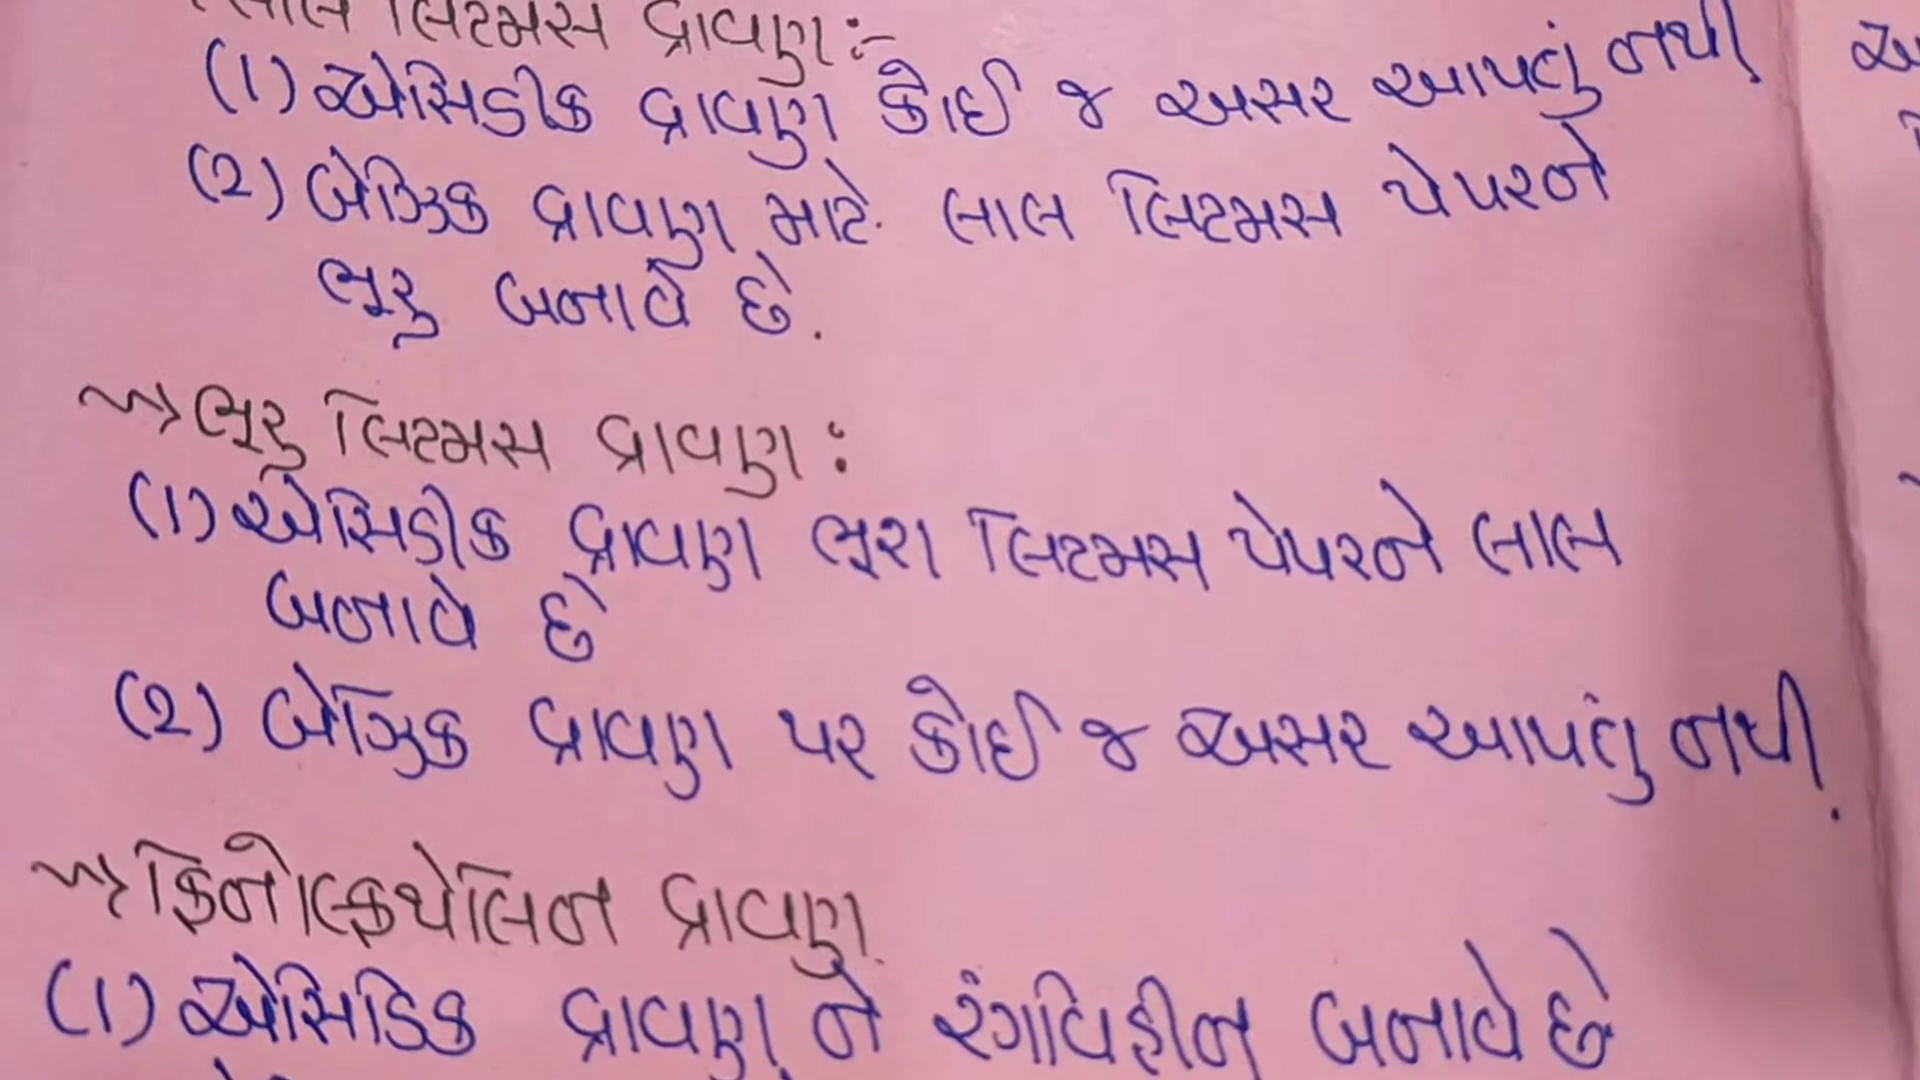 લાલ લિટમસ દ્રાવણ :-
(1) એસિડીક દ્રાવણ કોઈ જ અસર આપતું નથી
(2) બેઝિક દ્રાવણ માટે લાલ લિટમસ પેપરને
ભૂરુ બનાવે છે.
→ ભૂરુ લિટમસ દ્રાવણ :
(1) એસિડીક દ્રાવણ ભૂરા લિટમસ પેપરને લાલ
બનાવે છે
(2) બેઝિક દ્રાવણ પર કોઈ જ અસર આપતું નથી.
→ ફિનોલ્ફથેલિન દ્રાવણ
(1) એસિડિક દ્રાવણ ને રંગવિહીન બનાવે છે